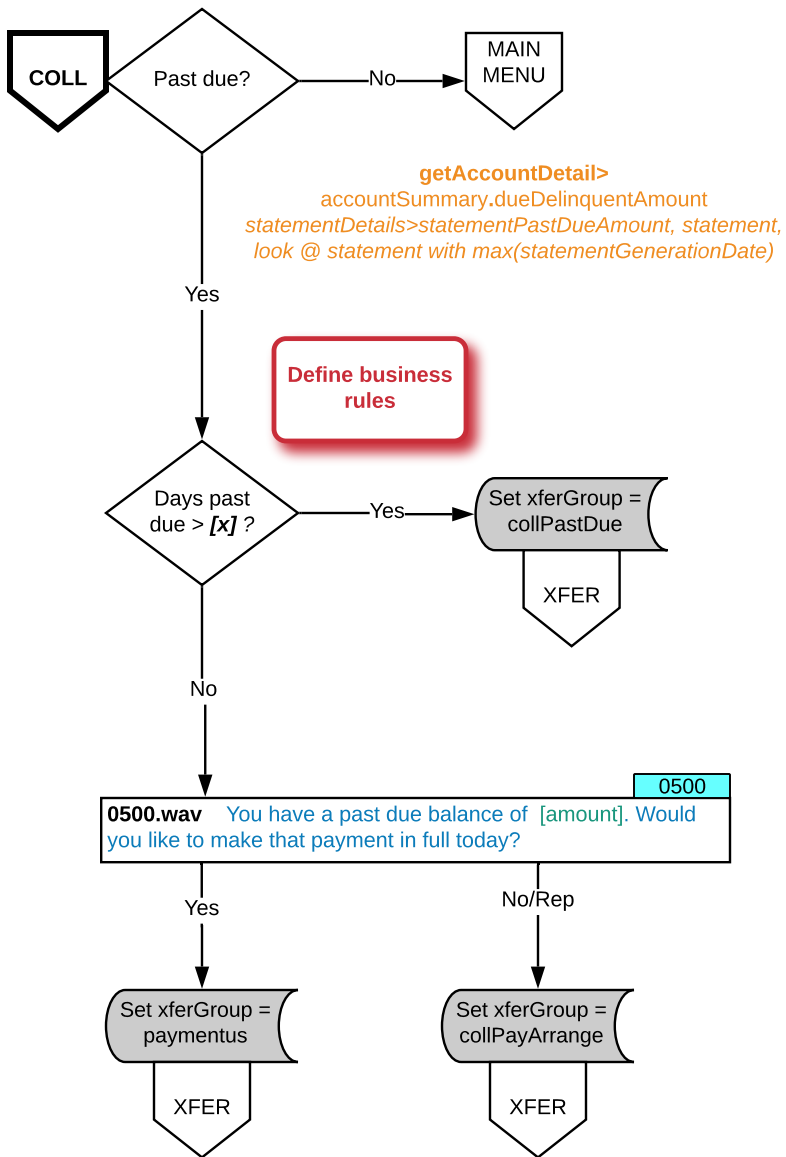 COLL
Past due?
No
MAIN
MENU
getAccountDetail>
accountSummary.dueDelinquentAmount
statementDetails>statementPastDueAmount, statement,
look @ statement with max(statementGenerationDate)
Yes
Define business
rules
Days past
due > [x] ?
Yes
Set xferGroup =
collPastDue
XFER
No
0500
0500.wav You have a past due balance of [amount]. Would
you like to make that payment in full today?
Yes
No/Rep
Set xferGroup =
paymentus
XFER
Set xferGroup =
collPayArrange
XFER